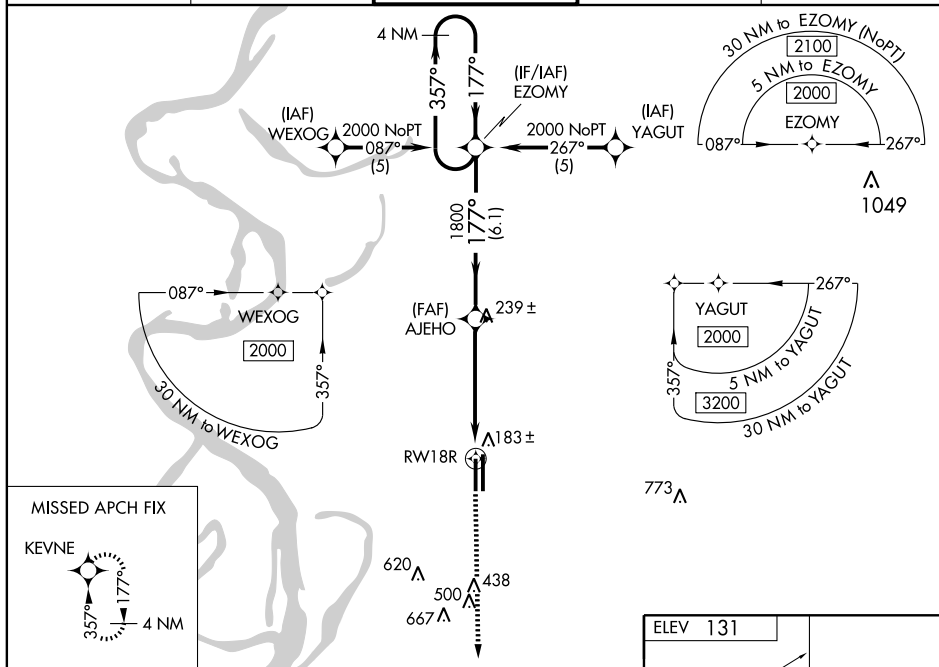 4 NM
357°
177°
(IF/IAF)
EZOMY
(IAF)
WEXOG
2000 NoPT
087°
(5)
2000 NoPT
267°
(5)
(IAF)
YAGUT
30 NM to EZOMY (NoPT)
2100
5 NM to EZOMY
2000
EZOMY
087°
267°
1049
1800
177°
(6.1)
087°
WEXOG
2000
357°
30 NM to WEXOG
(FAF)
AJEHO
239 ±
267°
YAGUT
2000
357°
5 NM to YAGUT
3200
30 NM to YAGUT
183 ±
RW18R
773
MISSED APCH FIX
KEVNE
357°
177°
4 NM
620
438
500
667
ELEV 131